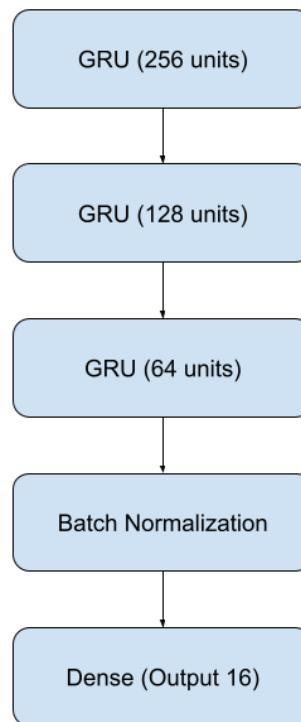 GRU (256 units)
GRU (128 units)
GRU (64 units)
Batch Normalization
Dense (Output 16)